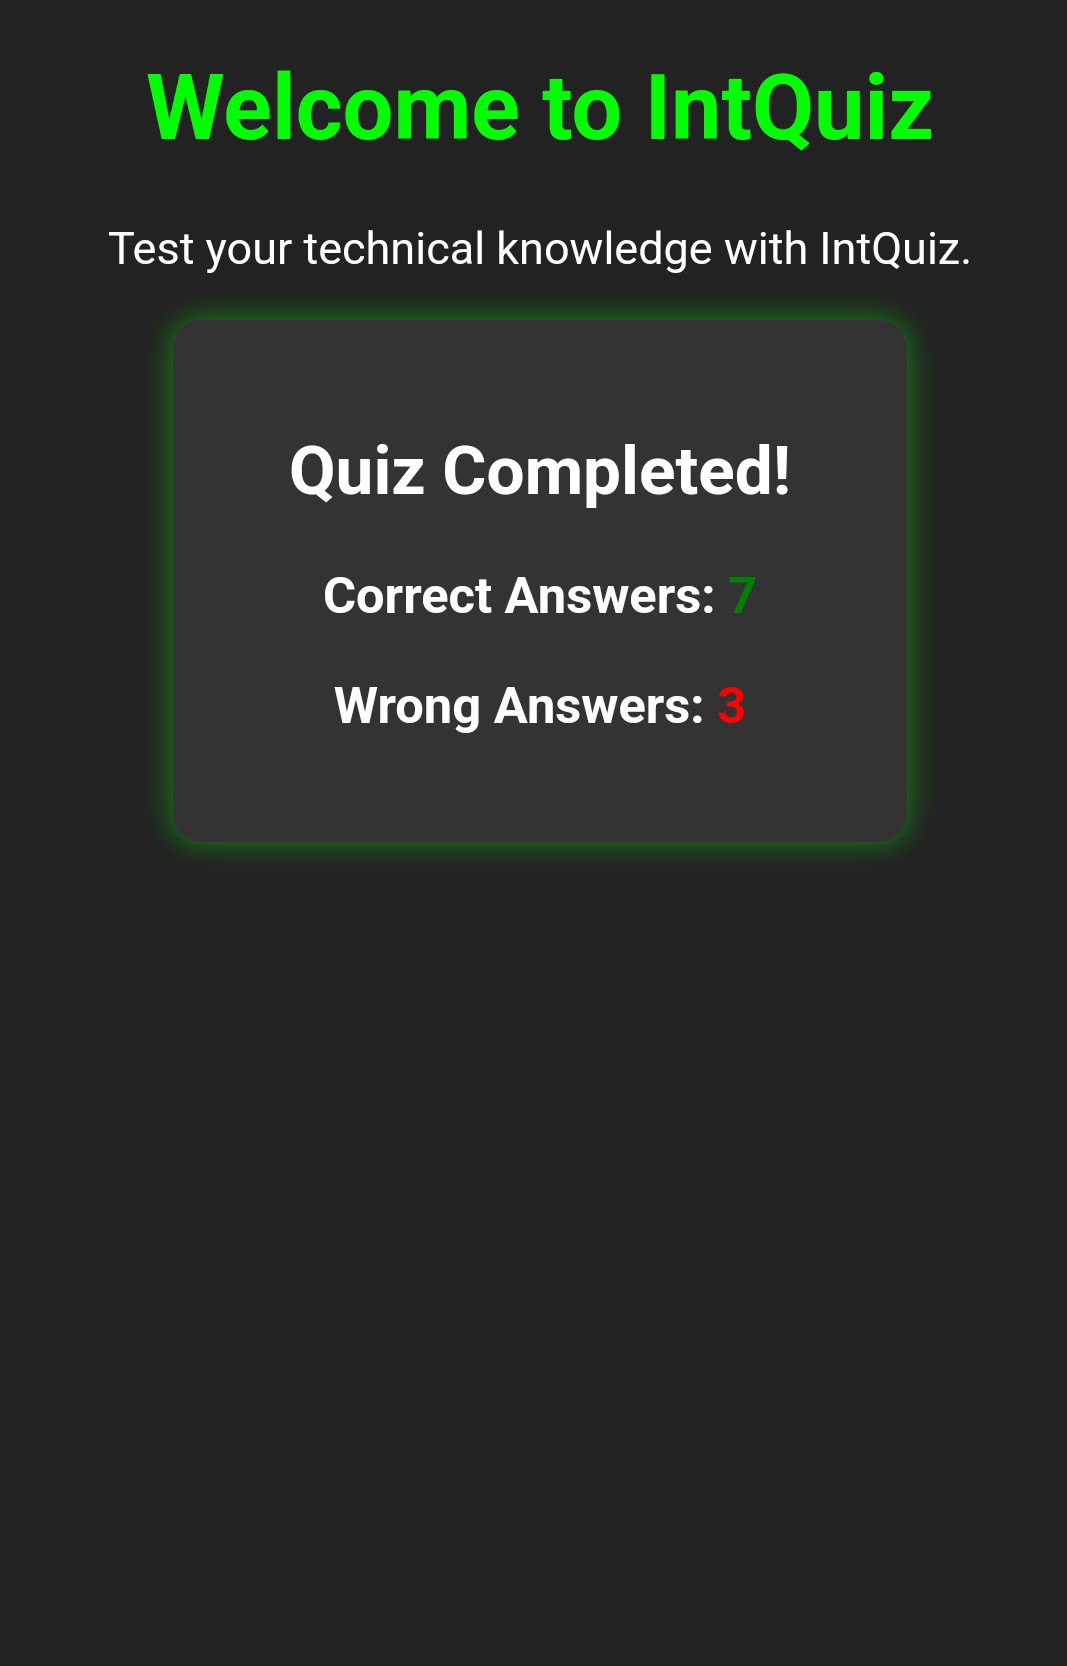 Welcome to IntQuiz
Test your technical knowledge with IntQuiz.
Quiz Completed!
Correct Answers: 7
Wrong Answers: 3